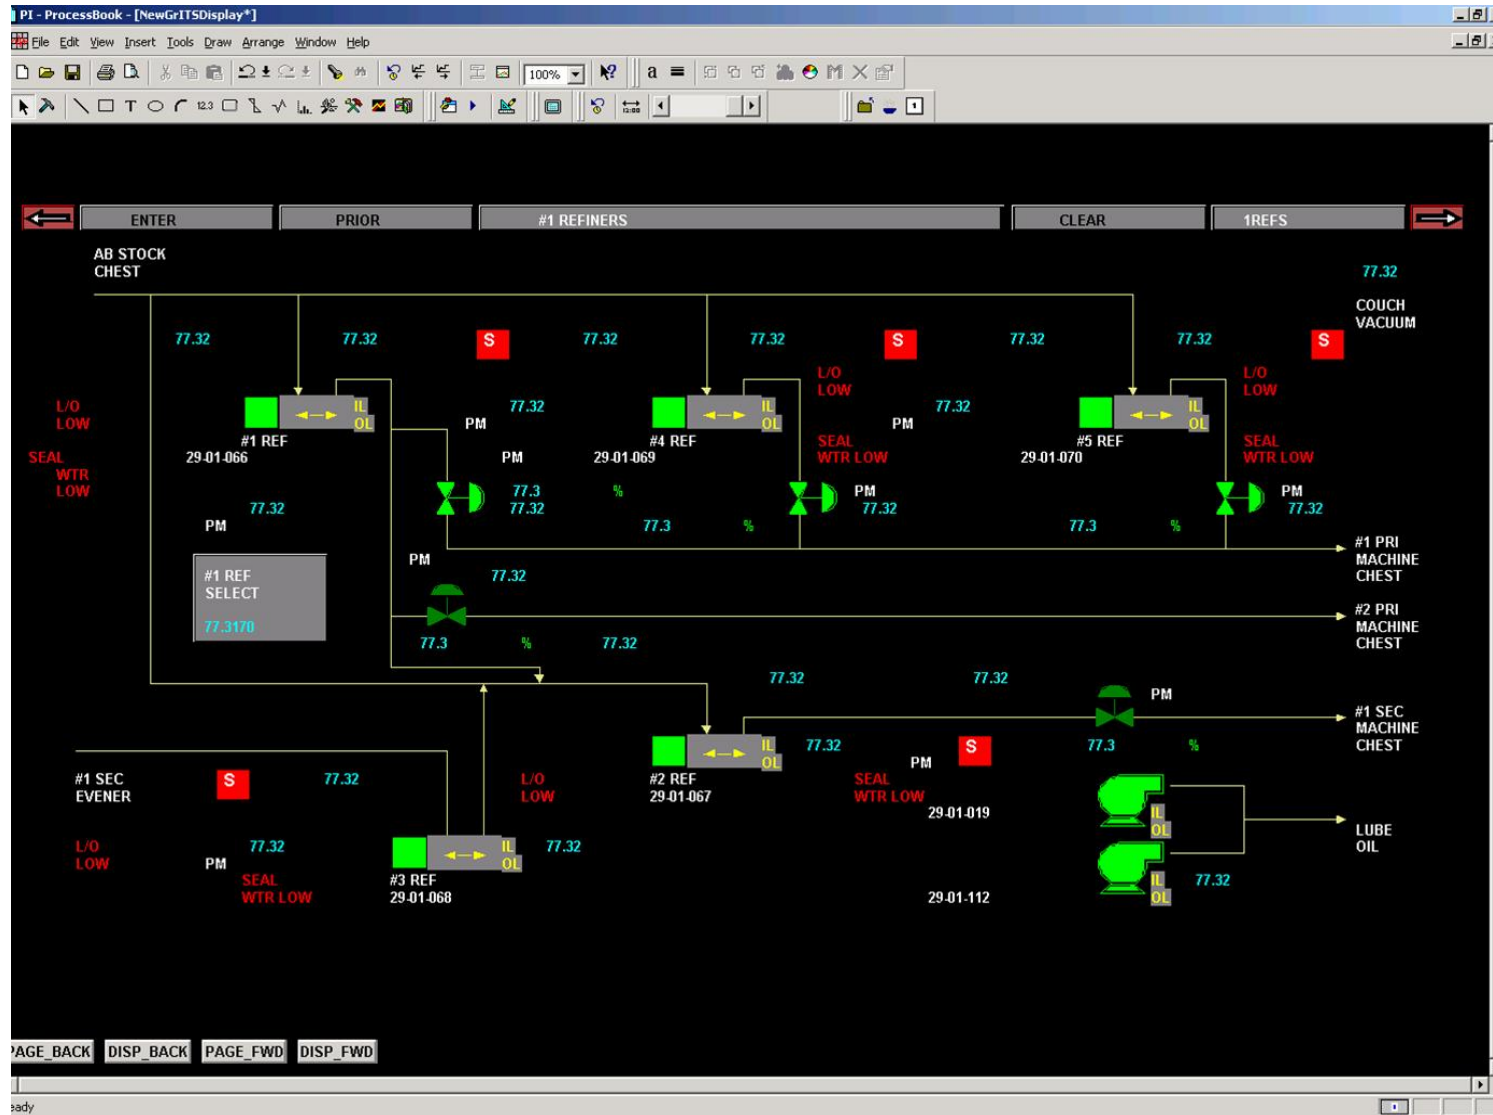 PI - ProcessBook - [NewGrITSDisplay*]
File Edit View Insert Tools Draw Arrange Window Help
100%
a
T 12.3
12:00
1
ENTER PRIOR #1 REFINERS CLEAR 1REFS
AB STOCK
CHEST
77.32
COUCH
VACUUM
77.32 77.32 S 77.32 77.32 S 77.32 77.32 S
L/O
LOW
L/O
LOW
L/O
LOW
IL
OL
77.32
IL
OL
77.32
IL
OL
PM
PM
#1 REF
29-01-066
#4 REF
29-01-069
#5 REF
29-01-070
SEAL
WTR
LOW
PM
SEAL
WTR LOW
SEAL
WTR LOW
77.3 %
77.32
PM
77.32
PM
77.32
77.32
PM
77.3 %
77.3 %
#1 PRI
MACHINE
CHEST
PM
77.32
#1 REF
SELECT
77.3170
#2 PRI
MACHINE
CHEST
77.3 % 77.32
77.32 77.32
PM
#1 SEC
MACHINE
CHEST
77.3 %
IL
OL
77.32
PM
S
#2 REF
29-01-067
SEAL
WTR LOW
29-01-019
#1 SEC
EVENER
S
77.32
L/O
LOW
IL
OL
LUBE
OIL
L/O
LOW
77.32
PM
SEAL
WTR LOW
IL
OL
77.32
#3 REF
29-01-068
29-01-112
IL
OL
77.32
PAGE_BACK DISP_BACK PAGE_FWD DISP_FWD
eady